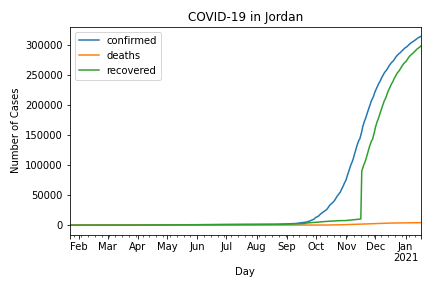 COVID-19 in Jordan
confirmed
deaths
recovered
Number of Cases
300000
250000
200000
150000
100000
50000
0
Feb Mar Apr May Jun Jul Aug Sep Oct Nov Dec Jan
2021
Day